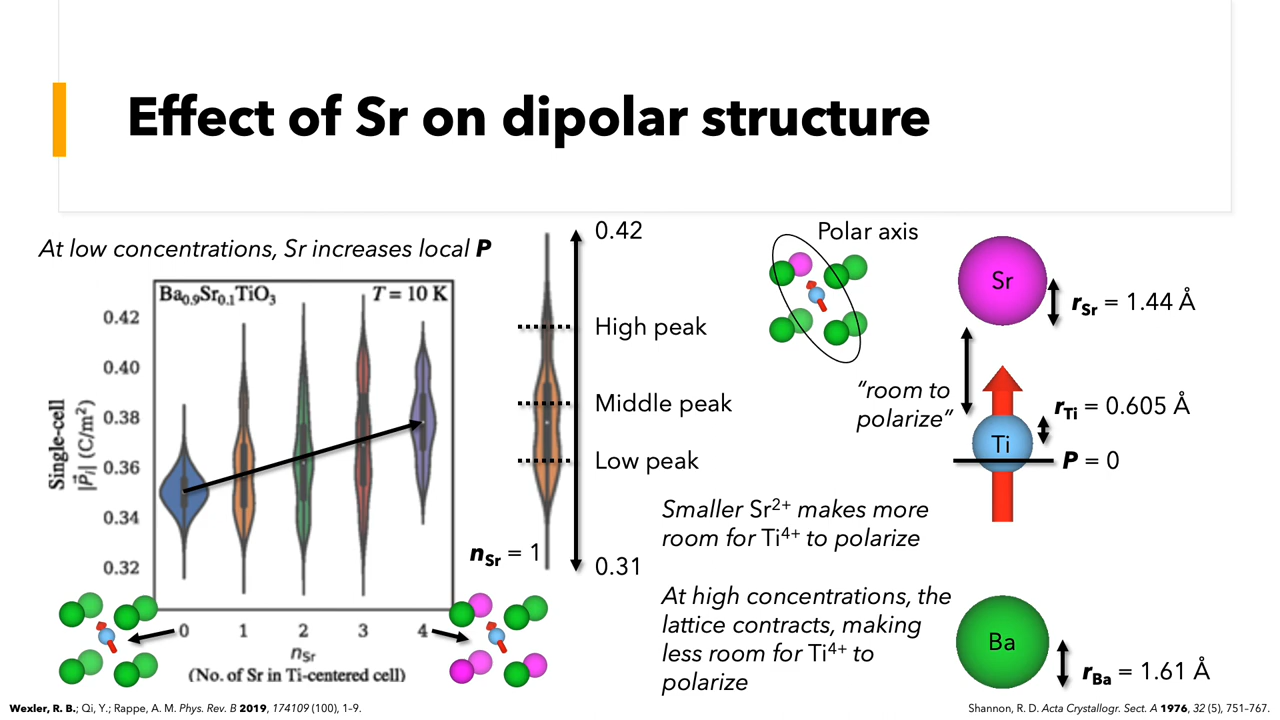 Effect of Sr on dipolar structure
At low concentrations, Sr increases local P
Ba0.9Sr0.1TiO3
T = 10 K
0.42
0.40
0.38
0.36
0.34
0.32
Single-cell
|P⃗i| (C/m²)
0
1
2
3
4
nSr
(No. of Sr in Ti-centered cell)
nSr = 1
0.42
High peak
Middle peak
Low peak
0.31
Polar axis
"room to
polarize"
Smaller Sr²⁺ makes more
room for Ti⁴⁺ to polarize
At high concentrations, the
lattice contracts, making
less room for Ti⁴⁺ to
polarize
Sr
rSr = 1.44 Å
rTi = 0.605 Å
Ti
P = 0
Ba
rBa = 1.61 Å
Wexler, R. B.; Qi, Y.; Rappe, A. M. Phys. Rev. B 2019, 174109 (100), 1-9.
Shannon, R. D. Acta Crystallogr. Sect. A 1976, 32 (5), 751–767.